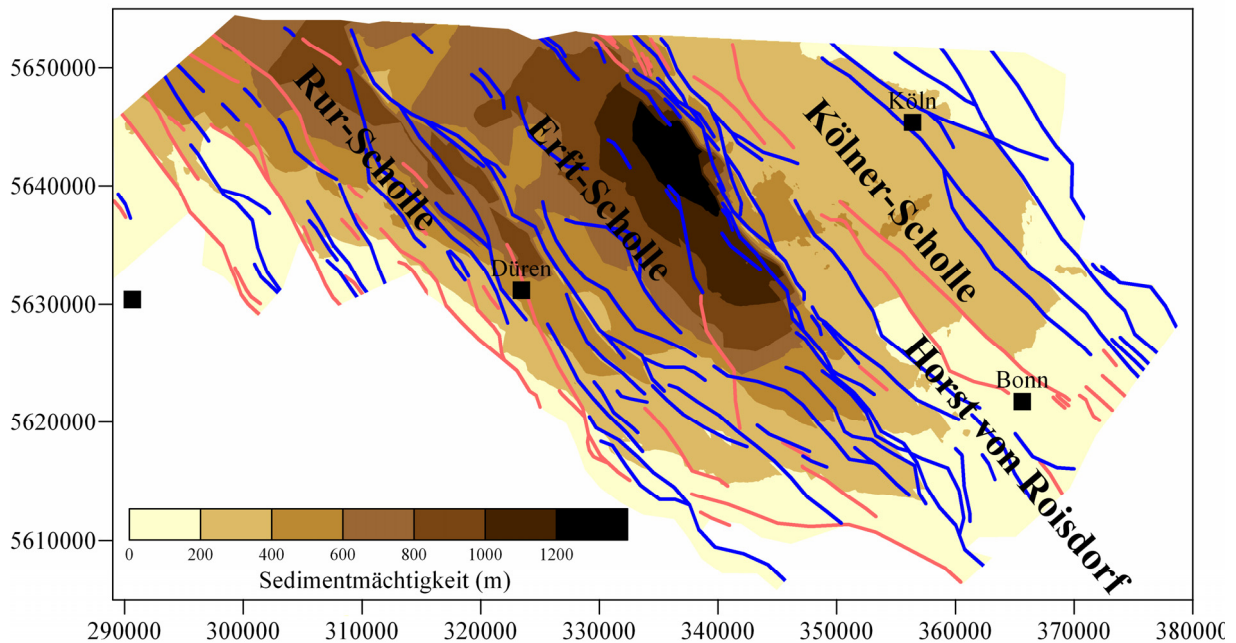 5650000
5640000
5630000
5620000
5610000
Rur-Scholle
Erft-Scholle
Kölner-Scholle
Köln
Düren
Horst von Roisdorf
Bonn
0 200 400 600 800 1000 1200
Sedimentmächtigkeit (m)
290000 300000 310000 320000 330000 340000 350000 360000 370000 380000